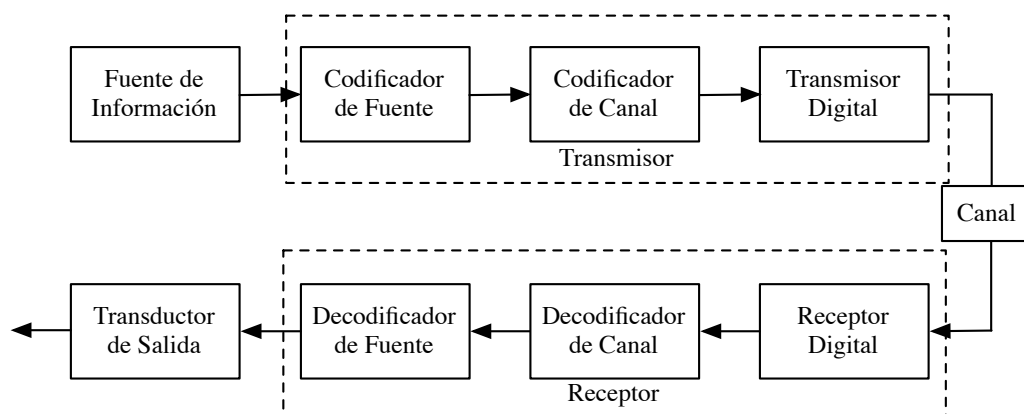 Fuente de
Información
Codificador
de Fuente
Codificador
de Canal
Transmisor
Digital
Transmisor
Canal
Transductor
de Salida
Decodificador
de Fuente
Decodificador
de Canal
Receptor
Digital
Receptor